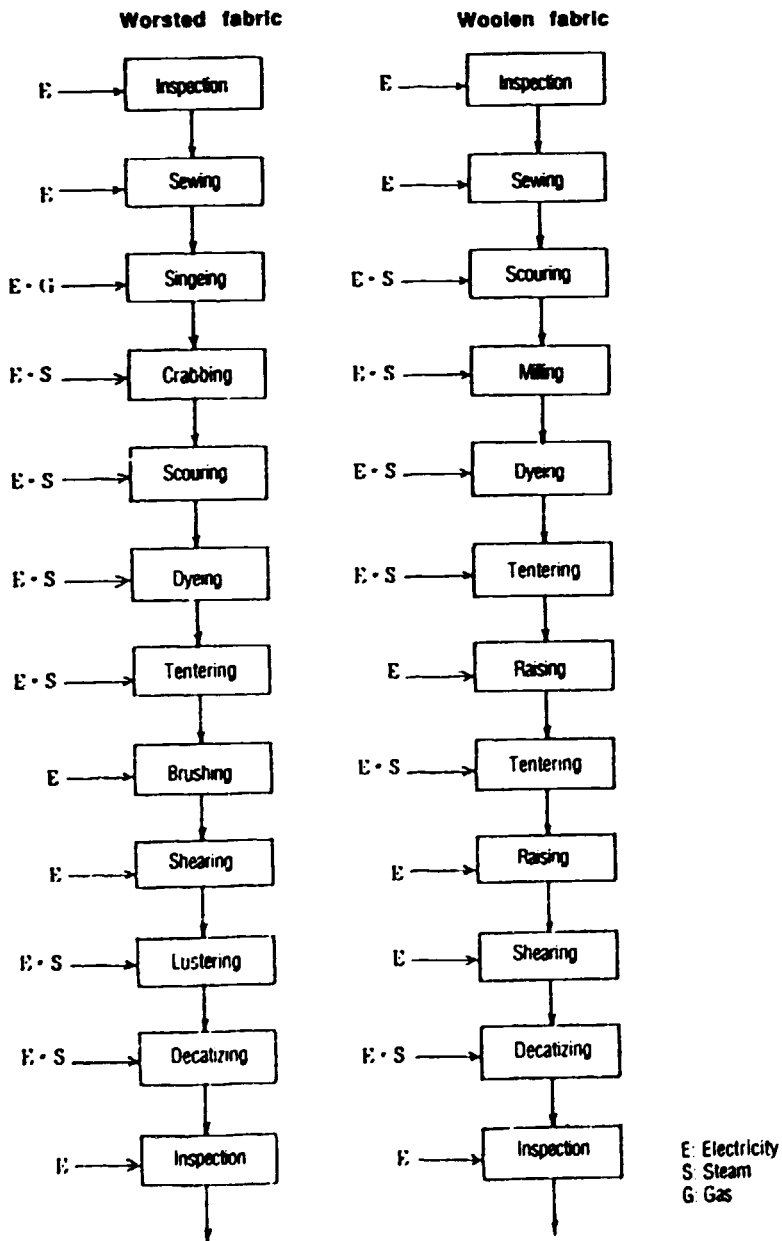 Worsted fabric
E
Inspection
E
Sewing
E · G
Singeing
E · S
Crabbing
E · S
Scouring
E · S
Dyeing
E · S
Tentering
E
Brushing
E
Shearing
E · S
Lustering
E · S
Decatizing
E
Inspection
Woolen fabric
E
Inspection
E
Sewing
E · S
Scouring
E · S
Milling
E · S
Dyeing
E · S
Tentering
E
Raising
E · S
Tentering
E
Raising
E
Shearing
E · S
Decatizing
E
Inspection
E: Electricity
S: Steam
G: Gas